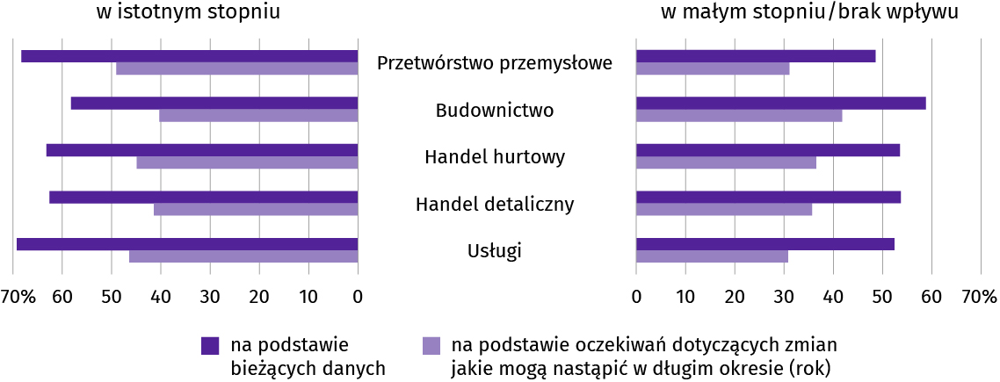 w istotnym stopniu
w małym stopniu/brak wpływu
Przetwórstwo przemysłowe
Budownictwo
Handel hurtowy
Handel detaliczny
Usługi
70% 60 50 40 30 20 10 0
0 10 20 30 40 50 60 70%
na podstawie
bieżących danych
na podstawie oczekiwań dotyczących zmian
jakie mogą nastąpić w długim okresie (rok)